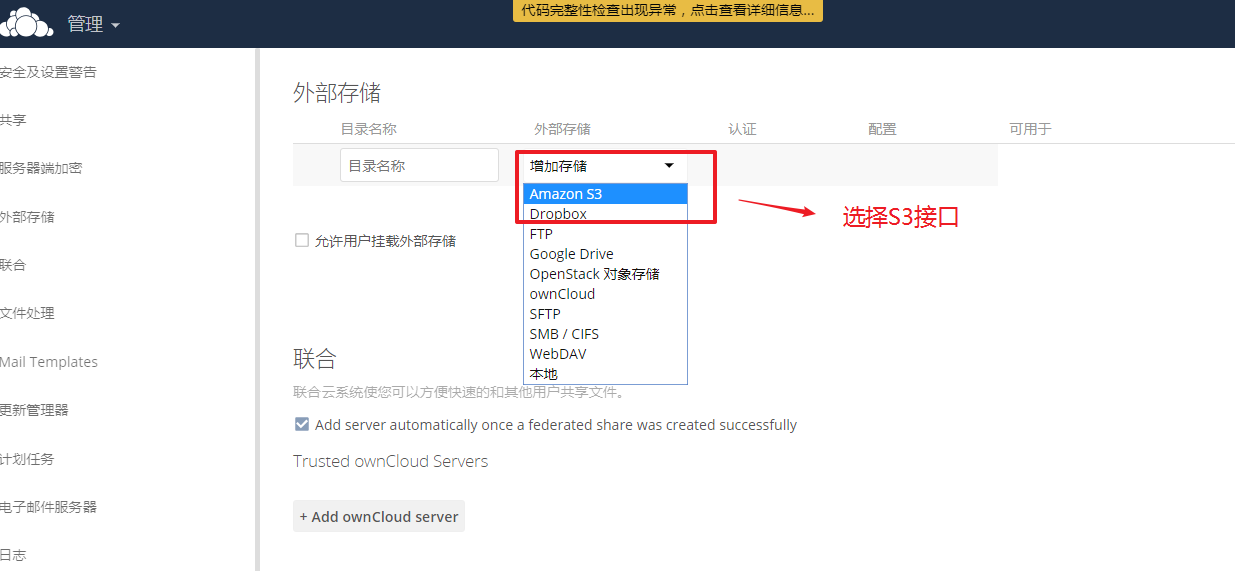 代码完整性检查出现异常，点击查看详细信息...
管理
安全及设置警告
共享
服务器端加密
外部存储
联合
文件处理
Mail Templates
更新管理器
计划任务
电子邮件服务器
日志
外部存储
目录名称 外部存储 认证 配置 可用于
目录名称 增加存储
Amazon S3
Dropbox
FTP
Google Drive
OpenStack 对象存储
ownCloud
SFTP
SMB / CIFS
WebDAV
本地
选择S3接口
允许用户挂载外部存储
联合
联合云系统使您可以方便快速的和其他用户共享文件。
Add server automatically once a federated share was created successfully
Trusted ownCloud Servers
+ Add ownCloud server